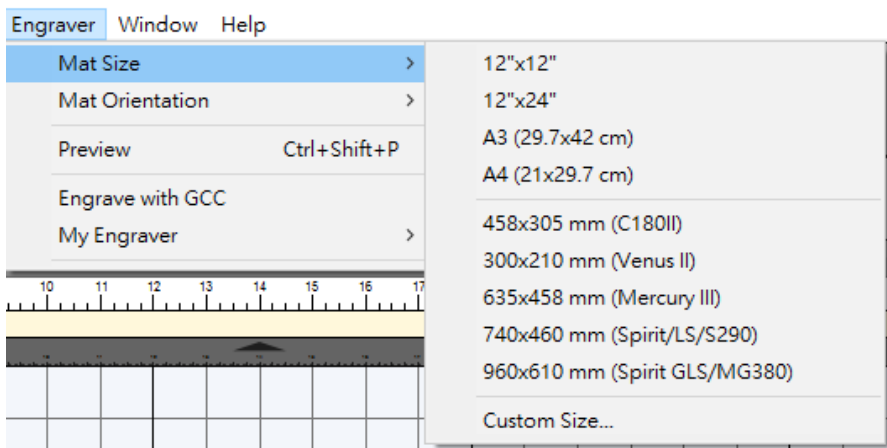 Engraver Window Help
Mat Size >
Mat Orientation >
Preview Ctrl+Shift+P
Engrave with GCC
My Engraver >
12"x12"
12"x24"
A3 (29.7x42 cm)
A4 (21x29.7 cm)
458x305 mm (C180II)
300x210 mm (Venus II)
635x458 mm (Mercury III)
740x460 mm (Spirit/LS/S290)
960x610 mm (Spirit GLS/MG380)
Custom Size...
10 11 12 13 14 15 16 17